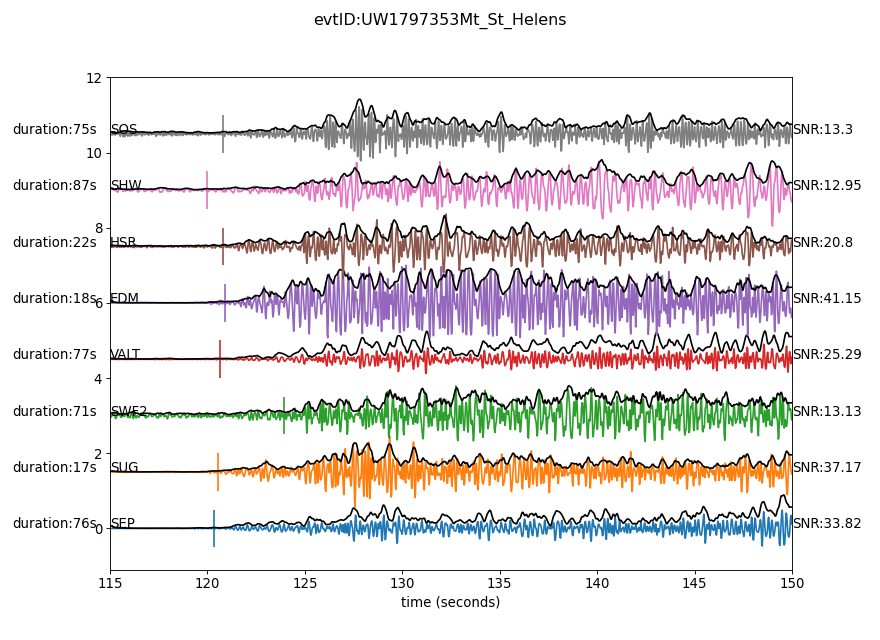 evtID:UW1797353Mt_St_Helens
12
duration:75s SOS SNR:13.3
10
duration:87s SHW SNR:12.95
8
duration:22s HSR SNR:20.8
duration:18s EDM SNR:41.15
6
duration:77s VALT SNR:25.29
4
duration:71s SWF2 SNR:13.13
2
duration:17s SUG SNR:37.17
duration:76s SEP SNR:33.82
0
115 120 125 130 135 140 145 150
time (seconds)